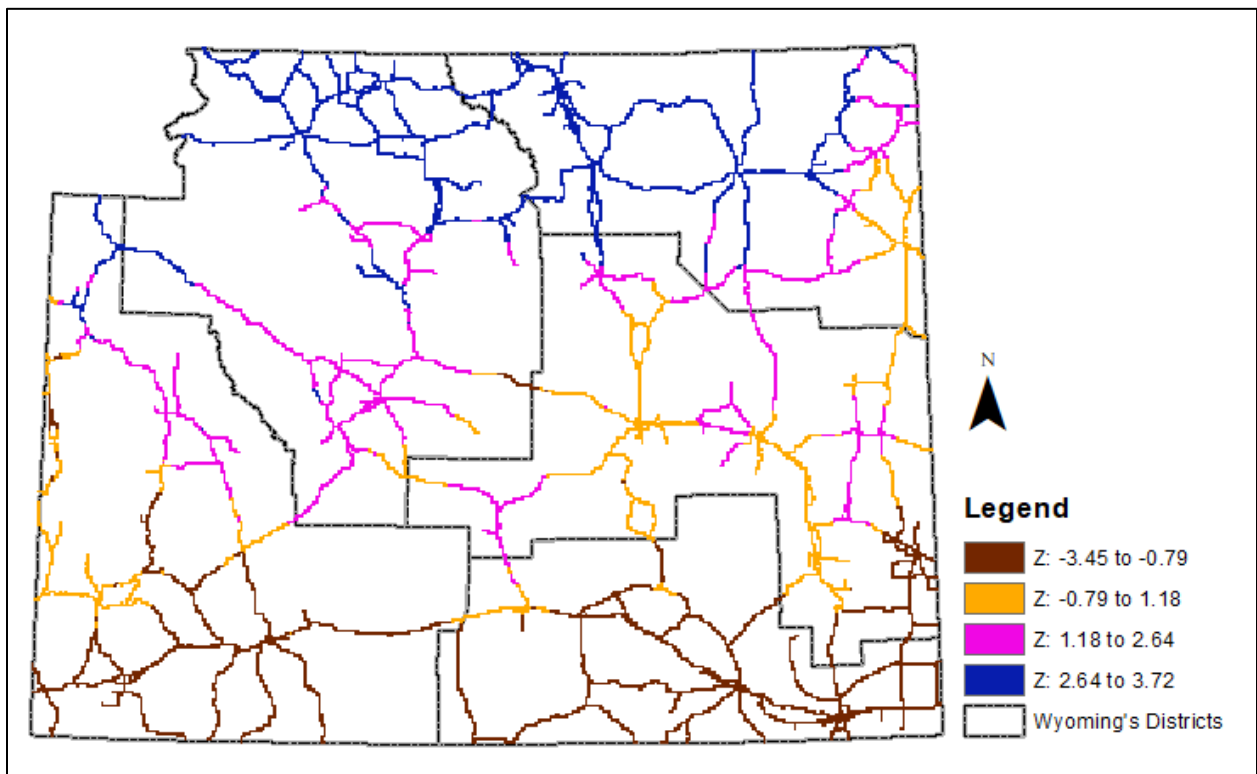 N
Legend
Z: -3.45 to -0.79
Z: -0.79 to 1.18
Z: 1.18 to 2.64
Z: 2.64 to 3.72
Wyoming's Districts